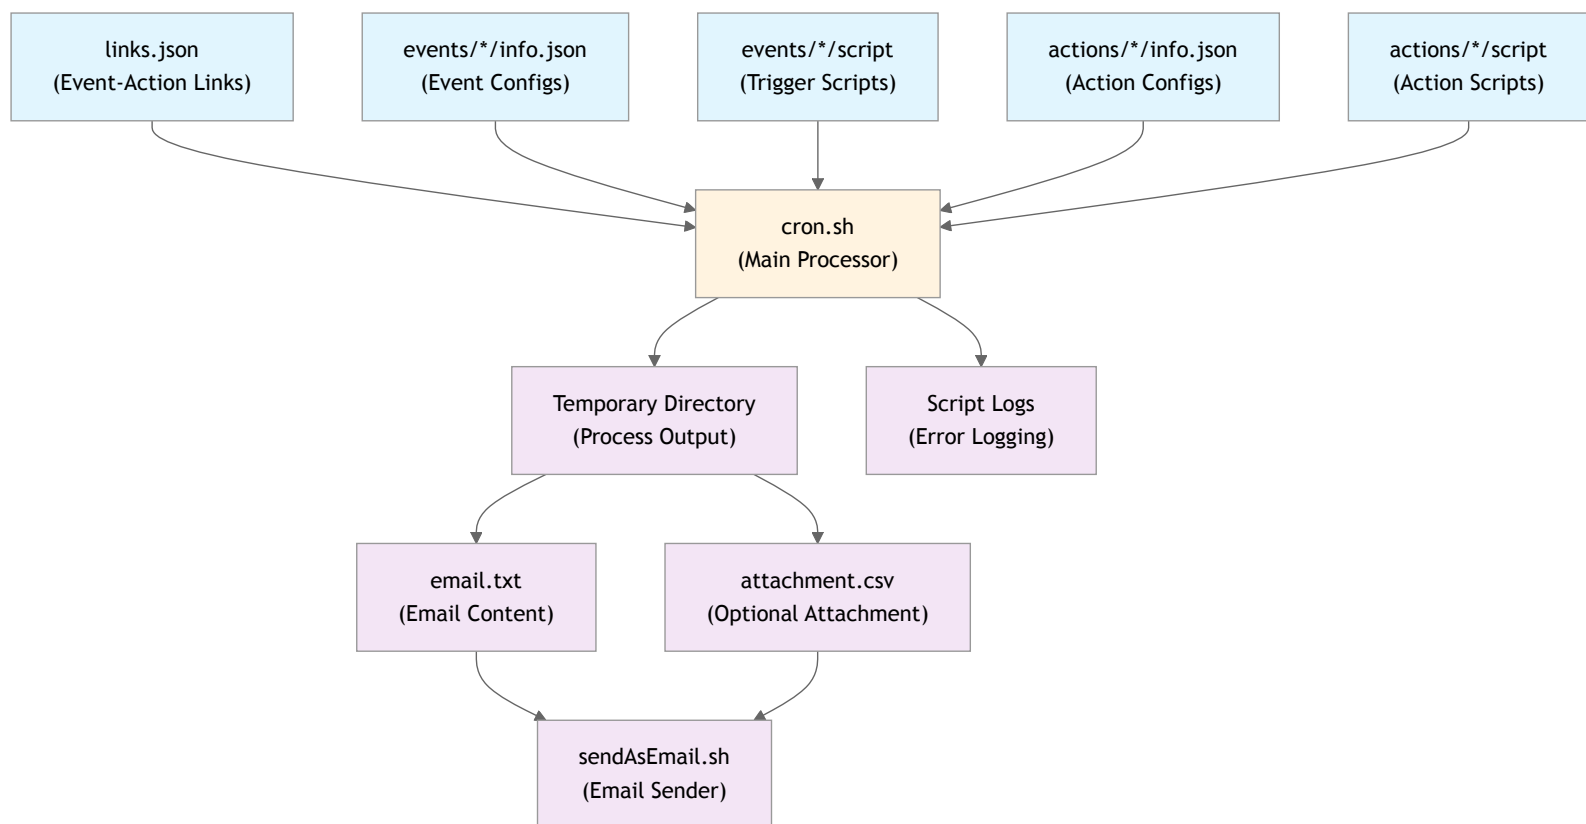 links.json
(Event-Action Links)
events/*/info.json
(Event Configs)
events/*/script
(Trigger Scripts)
actions/*/info.json
(Action Configs)
actions/*/script
(Action Scripts)
cron.sh
(Main Processor)
Temporary Directory
(Process Output)
Script Logs
(Error Logging)
email.txt
(Email Content)
attachment.csv
(Optional Attachment)
sendAsEmail.sh
(Email Sender)